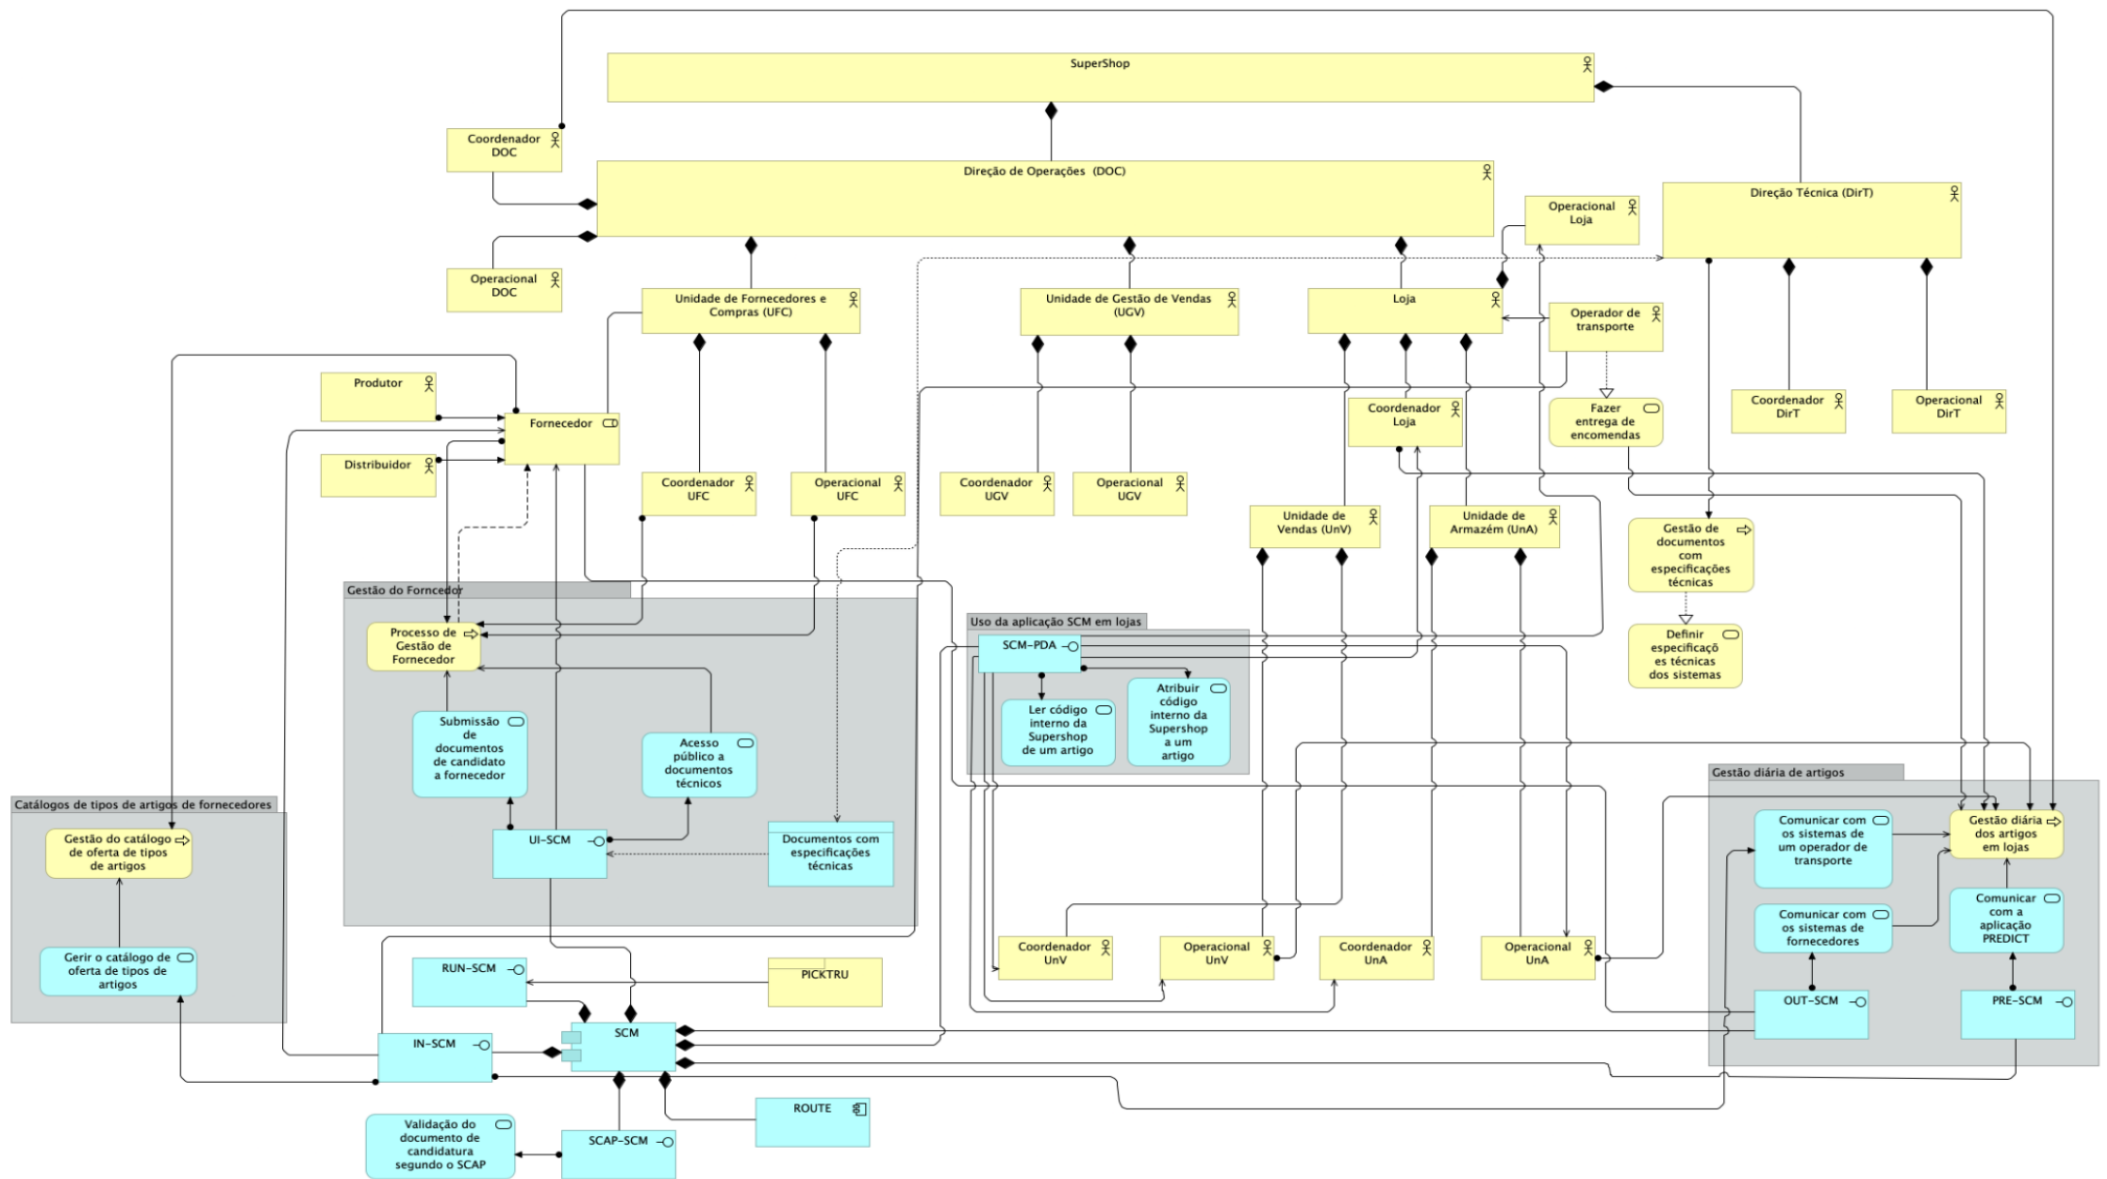 SuperShop
Coordenador
DOC
Direção de Operações (DOC)
Direção Técnica (DirT)
Operacional
Loja
Operacional
DOC
Unidade de Fornecedores e
Compras (UFC)
Unidade de Gestão de Vendas
(UGV)
Loja
Operador de
transporte
Produtor
Fornecedor
Distribuidor
Coordenador
Loja
Fazer
entrega de
encomendas
Coordenador
DirT
Operacional
DirT
Coordenador
UFC
Operacional
UFC
Coordenador
UGV
Operacional
UGV
Unidade de
Vendas (UnV)
Unidade de
Armazém (UnA)
Gestão de
documentos
com
especificações
técnicas
Definir
especificaçõ
es técnicas
dos sistemas
Gestão do Forncedor
Processo de
Gestão de
Fornecedor
Submissão
de
documentos
de candidato
a fornecedor
Acesso
público a
documentos
técnicos
UI-SCM
Documentos com
especificações
técnicas
Uso da aplicação SCM em lojas
SCM-PDA
Ler código
interno da
Supershop
de um artigo
Atribuir
código
interno da
Supershop
a um
artigo
Catálogos de tipos de artigos de fornecedores
Gestão do catálogo
de oferta de tipos
de artigos
Gerir o catálogo de
oferta de tipos de
artigos
Gestão diária de artigos
Comunicar com
os sistemas de
um operador de
transporte
Gestão diária
dos artigos
em lojas
Comunicar com
os sistemas de
fornecedores
Comunicar
com a
aplicação
PREDICT
OUT-SCM
PRE-SCM
Coordenador
UnV
Operacional
UnV
Coordenador
UnA
Operacional
UnA
RUN-SCM
PICKTRU
IN-SCM
SCM
ROUTE
Validação do
documento de
candidatura
segundo o SCAP
SCAP-SCM